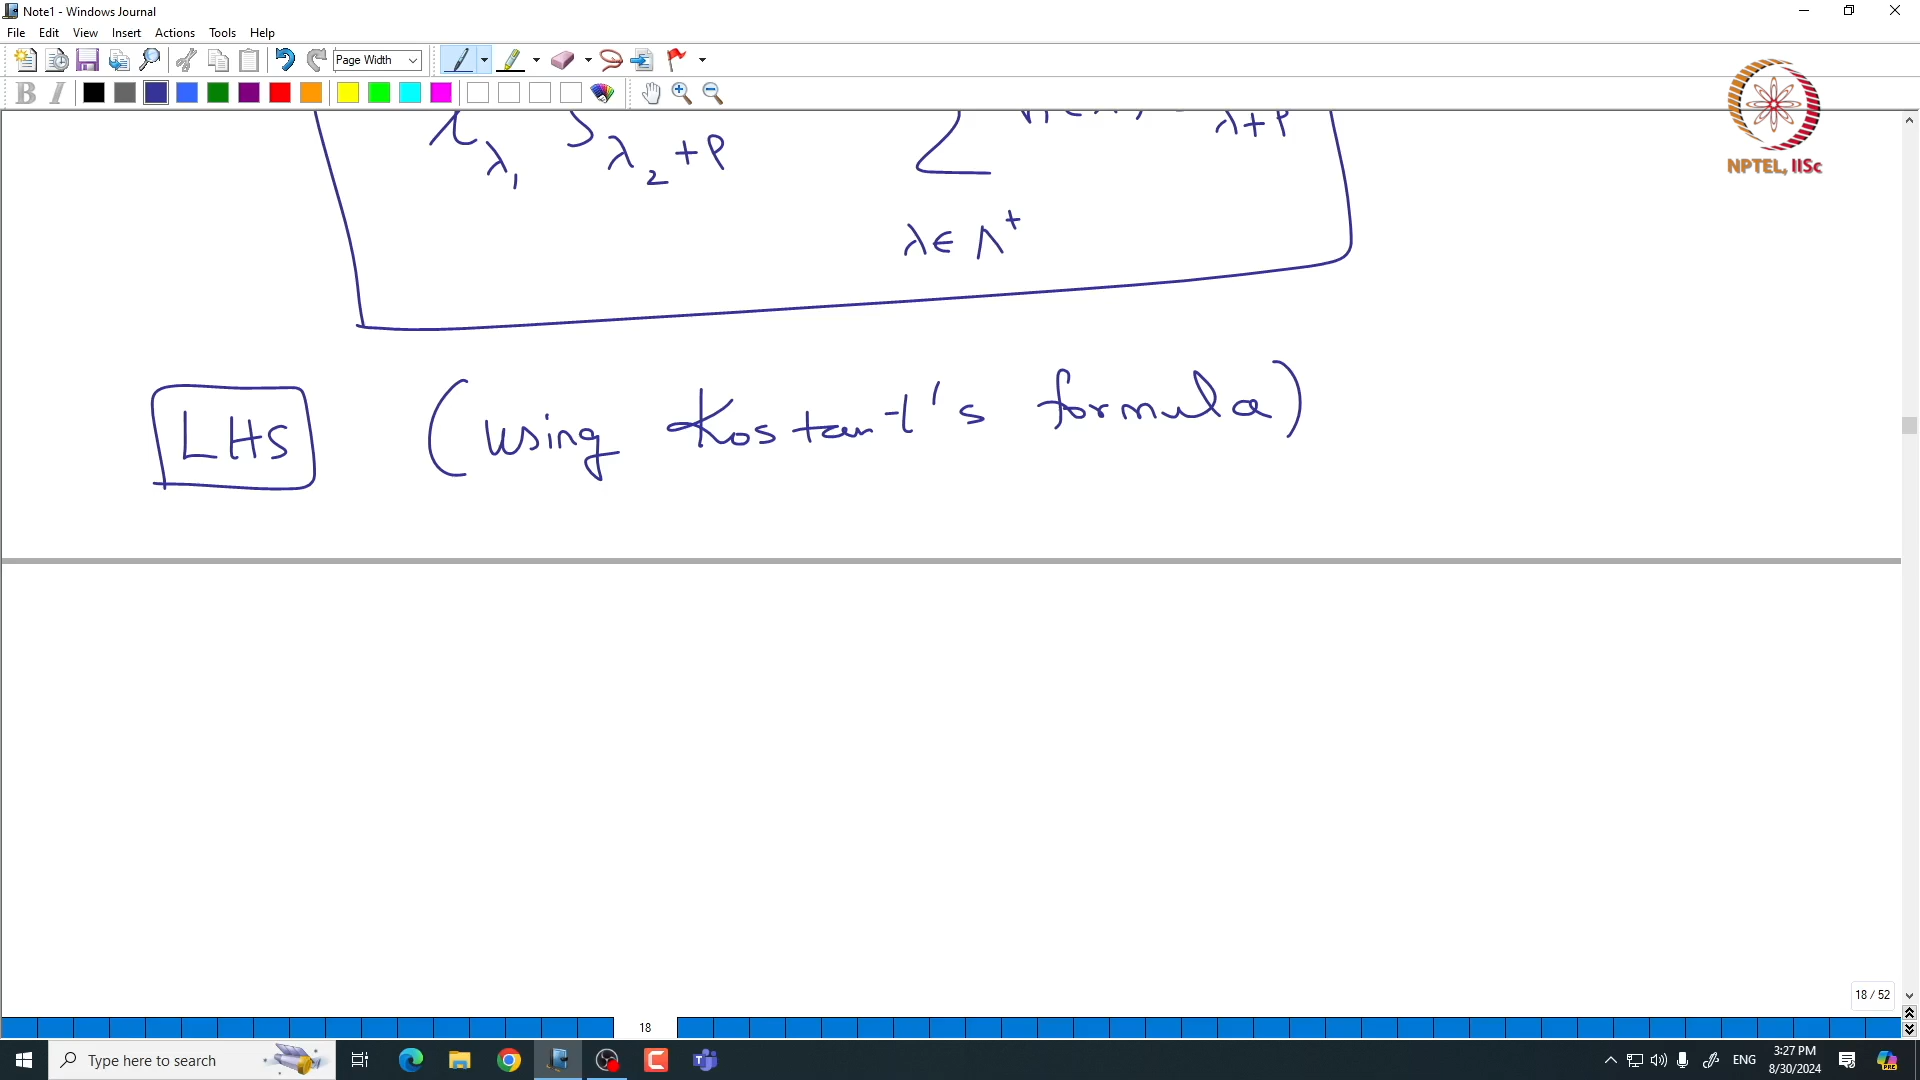 Note1 - Windows Journal
File Edit View Insert Actions Tools Help
Page Width
B I
NPTEL, IISc
λ₁ λ₂ + ρ
λ+ρ
λ ∈ Λ⁺
LHS (using Kostant's formula)
18 / 52
18
Type here to search
ENG
3:27 PM
8/30/2024